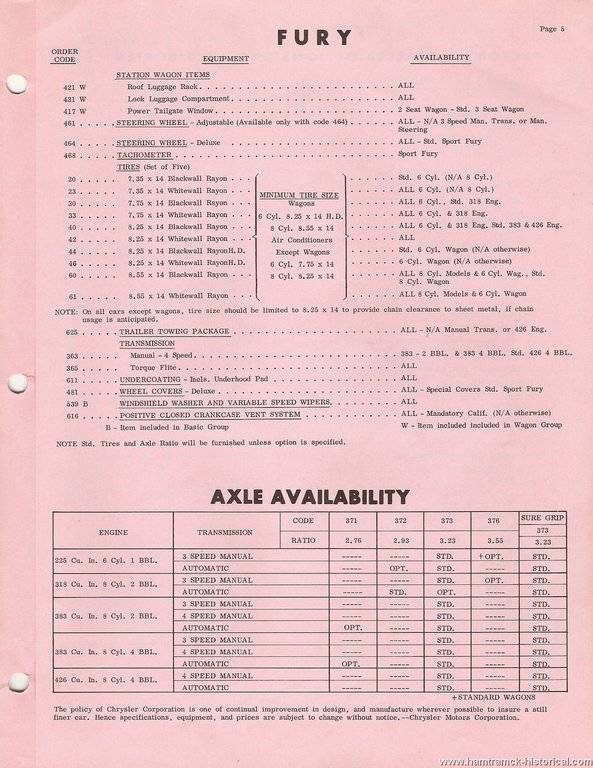 FURY
Page 5
ORDER CODE EQUIPMENT AVAILABILITY
STATION WAGON ITEMS
421 W Roof Luggage Rack. . . . . . . . . . ALL
431 W Lock Luggage Compartment. . . . . . . . . . ALL
417 W Power Tailgate Window. . . . . . . . . . 2 Seat Wagon - Std. 3 Seat Wagon
461 . . . . . STEERING WHEEL - Adjustable (Available only with code 464). . . . . ALL - N/A 3 Speed Man. Trans. or Man.
Steering
464 . . . . . STEERING WHEEL - Deluxe . . . . . . . . . . ALL - Std. Sport Fury
468 . . . . . TACHOMETER . . . . . . . . . . Sport Fury
TIRES (Set of Five)
20 . . . . . 7.35 x 14 Blackwall Rayon . . . Std. 6 Cyl. (N/A 8 Cyl.)
23 . . . . . 7.35 x 14 Whitewall Rayon . . . MINIMUM TIRE SIZE . . . . . ALL 6 Cyl. (N/A 8 Cyl.)
30 . . . . . 7.75 x 14 Blackwall Rayon . . . Wagons . . . . . ALL 6 Cyl., Std. 318 Eng.
33 . . . . . 7.75 x 14 Whitewall Rayon . . . 6 Cyl. 8.25 x 14 H.D. . . . . . ALL 6 Cyl. & 318 Eng.
40 . . . . . 8.25 x 14 Blackwall Rayon . . . 8 Cyl. 8.55 x 14 . . . . . ALL 6 Cyl. & 318 Eng. Std. 383 & 426 Eng.
42 . . . . . 8.25 x 14 Whitewall Rayon . . . Air Conditioners . . . . . ALL
44 . . . . . 8.25 x 14 Blackwall RayonH.D. Except Wagons . . . . . Std. 6 Cyl. Wagon (N/A otherwise)
46 . . . . . 8.25 x 14 Whitewall RayonH.D. 6 Cyl. 7.75 x 14 . . . . . 6 Cyl. Wagon (N/A otherwise)
60 . . . . . 8.55 x 14 Blackwall Rayon . . . 8 Cyl. 8.25 x 14 . . . . . ALL 8 Cyl. Models & 6 Cyl. Wag., Std.
8 Cyl. Wagon
61 . . . . . 8.55 x 14 Whitewall Rayon . . . ALL 8 Cyl. Models & 6 Cyl. Wagon
NOTE: On all cars except wagons, tire size should be limited to 8.25 x 14 to provide chain clearance to sheet metal, if chain
usage is anticipated.
625 . . . . . TRAILER TOWING PACKAGE . . . . . . . . . . ALL - N/A Manual Trans. or 426 Eng.
TRANSMISSION
363 . . . . . Manual - 4 Speed. . . . . . . . . . 383 - 2 BBL. & 383 4 BBL. Std. 426 4 BBL.
365 . . . . . Torque Flite. . . . . . . . . . ALL
611 . . . . . UNDERCOATING - Incls. Underhood Pad . . . . . . . . . . ALL
481 . . . . . WHEEL COVERS - Deluxe . . . . . . . . . . ALL - Special Covers Std. Sport Fury
539 B WINDSHIELD WASHER AND VARIABLE SPEED WIPERS. . . . . . . . . . ALL
616 . . . . . POSITIVE CLOSED CRANKCASE VENT SYSTEM . . . . . . . . . . ALL - Mandatory Calif. (N/A otherwise)
B - Item included in Basic Group W - Item included included in Wagon Group
NOTE Std. Tires and Axle Ratio will be furnished unless option is specified.
AXLE AVAILABILITY
ENGINE TRANSMISSION CODE 371 372 373 376 SURE GRIP 373
RATIO 2.76 2.93 3.23 3.55 3.23
225 Cu. In. 6 Cyl. 1 BBL. 3 SPEED MANUAL ----- ----- STD. +OPT. STD.
AUTOMATIC ----- OPT. STD. ----- STD.
318 Cu. In. 8 Cyl. 2 BBL. 3 SPEED MANUAL ----- ----- STD. OPT. STD.
AUTOMATIC ----- STD. OPT. ----- STD.
383 Cu. In. 8 Cyl. 2 BBL. 3 SPEED MANUAL ----- ----- STD. ----- STD.
4 SPEED MANUAL ----- ----- STD. ----- STD.
AUTOMATIC OPT. ----- STD. ----- STD.
383 Cu. In. 8 Cyl. 4 BBL. 3 SPEED MANUAL ----- ----- STD. ----- STD.
4 SPEED MANUAL ----- ----- STD. ----- STD.
AUTOMATIC OPT. ----- STD. ----- STD.
426 Cu. In. 8 Cyl. 4 BBL. 4 SPEED MANUAL ----- ----- STD. ----- STD.
AUTOMATIC ----- ----- STD. ----- STD.
+STANDARD WAGONS
The policy of Chrysler Corporation is one of continual improvement in design, and manufacture wherever possible to insure a still
finer car. Hence specifications, equipment, and prices are subject to change without notice.--Chrysler Motors Corporation.
www.hamtramck-historical.com